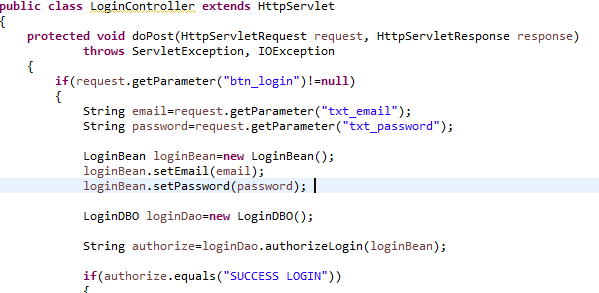 public class LoginController extends HttpServlet
{
protected void doPost(HttpServletRequest request, HttpServletResponse response)
throws ServletException, IOException
{
if(request.getParameter("btn_login")!=null)
{
String email=request.getParameter("txt_email");
String password=request.getParameter("txt_password");
LoginBean loginBean=new LoginBean();
loginBean.setEmail(email);
loginBean.setPassword(password);
LoginDBO loginDao=new LoginDBO();
String authorize=loginDao.authorizeLogin(loginBean);
if(authorize.equals("SUCCESS LOGIN"))
{